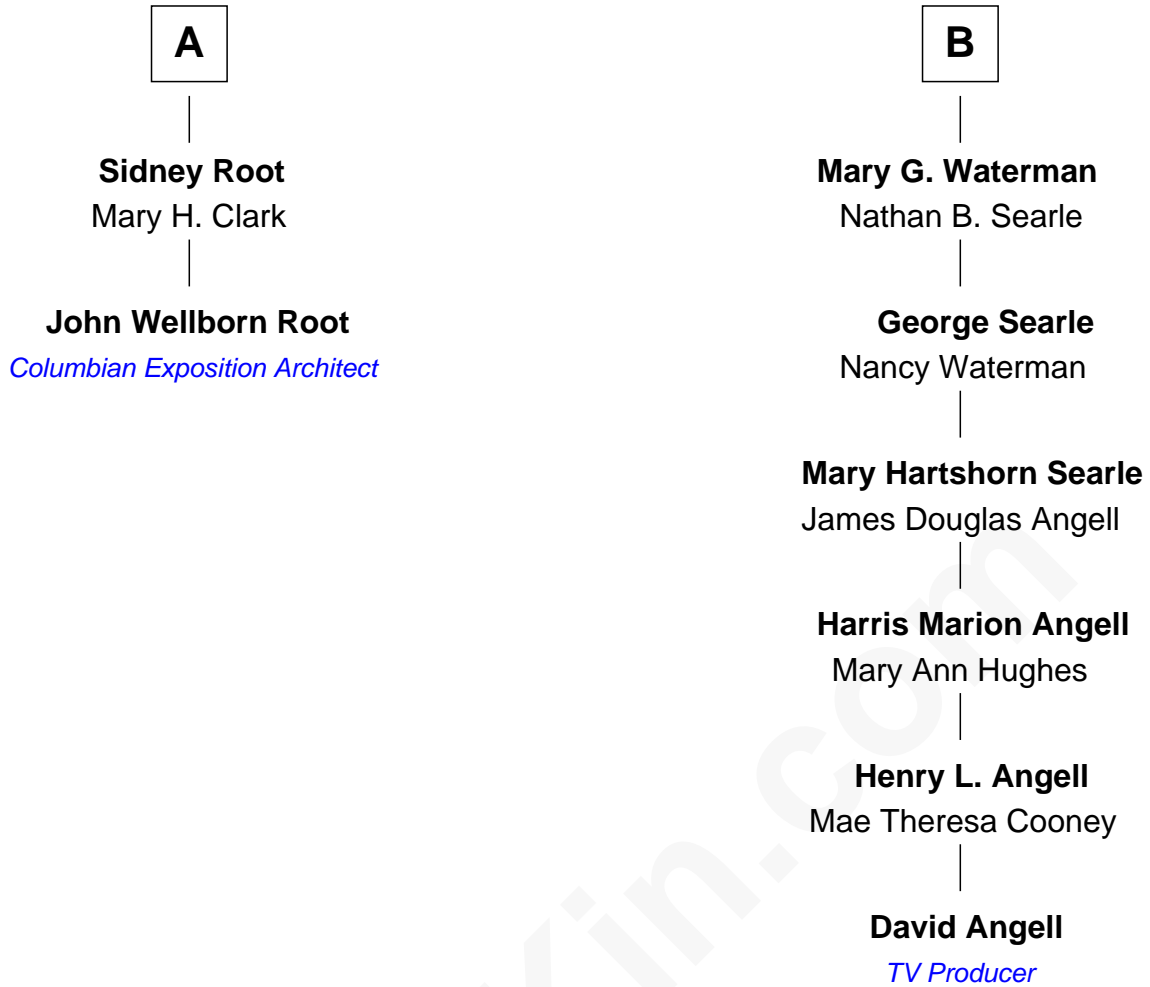 A
Sidney Root
Mary H. Clark
John Wellborn Root
Columbian Exposition Architect
B
Mary G. Waterman
Nathan B. Searle
George Searle
Nancy Waterman
Mary Hartshorn Searle
James Douglas Angell
Harris Marion Angell
Mary Ann Hughes
Henry L. Angell
Mae Theresa Cooney
David Angell
TV Producer
Kin.com